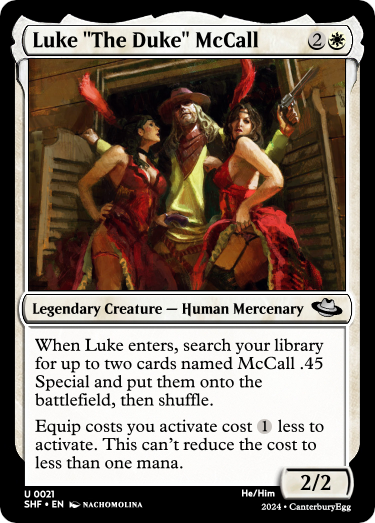 Luke "The Duke" McCall 2
Legendary Creature — Human Mercenary
When Luke enters, search your library
for up to two cards named McCall .45
Special and put them onto the
battlefield, then shuffle.
Equip costs you activate cost 1 less to
activate. This can't reduce the cost to
less than one mana.
2/2
U 0021
He/Him
SHF • EN NACHOMOLINA
2024 • CanterburyEgg